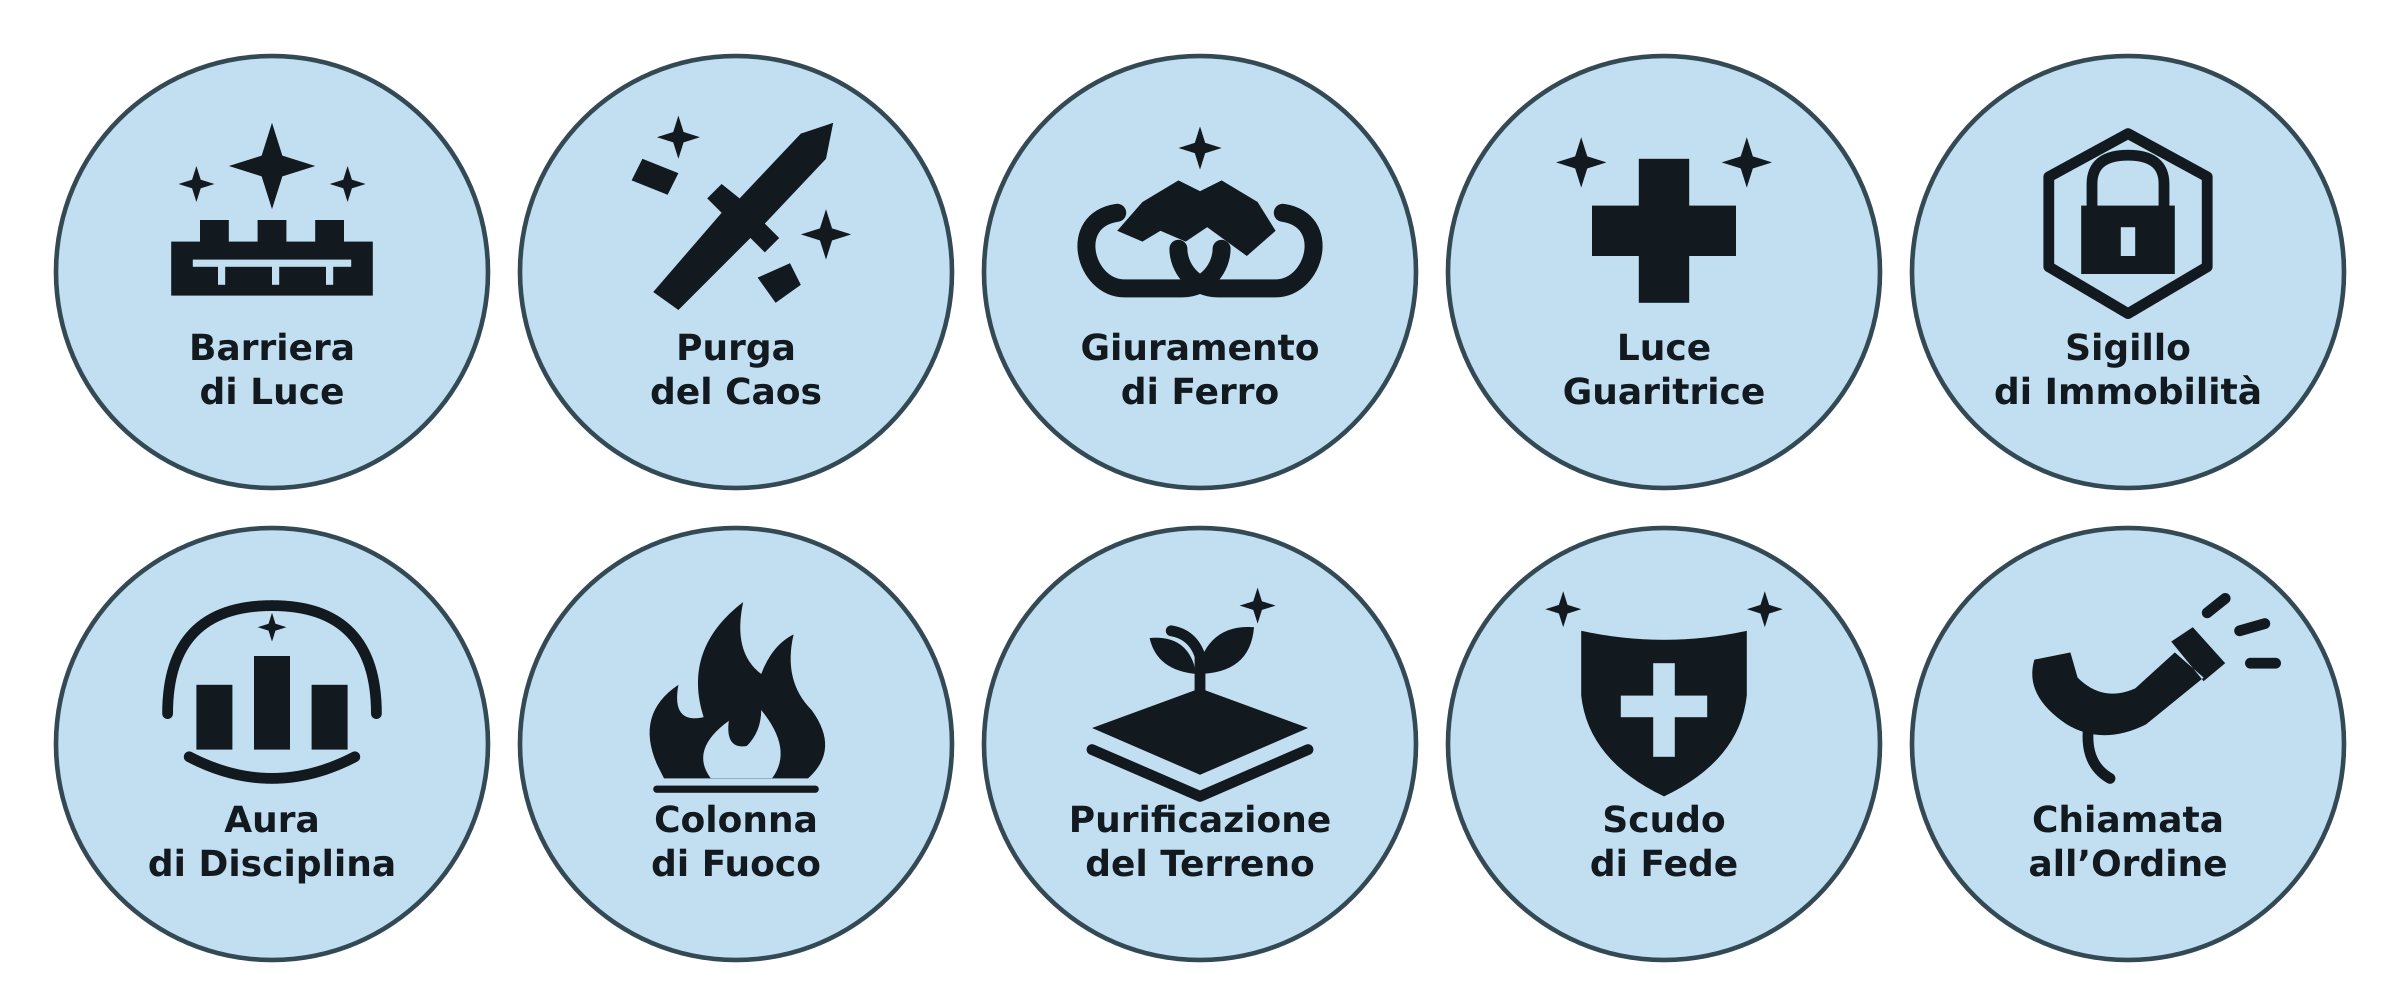 Barriera
di Luce
Purga
del Caos
Giuramento
di Ferro
Luce
Guaritrice
Sigillo
di Immobilità
Aura
di Disciplina
Colonna
di Fuoco
Purificazione
del Terreno
Scudo
di Fede
Chiamata
all’Ordine